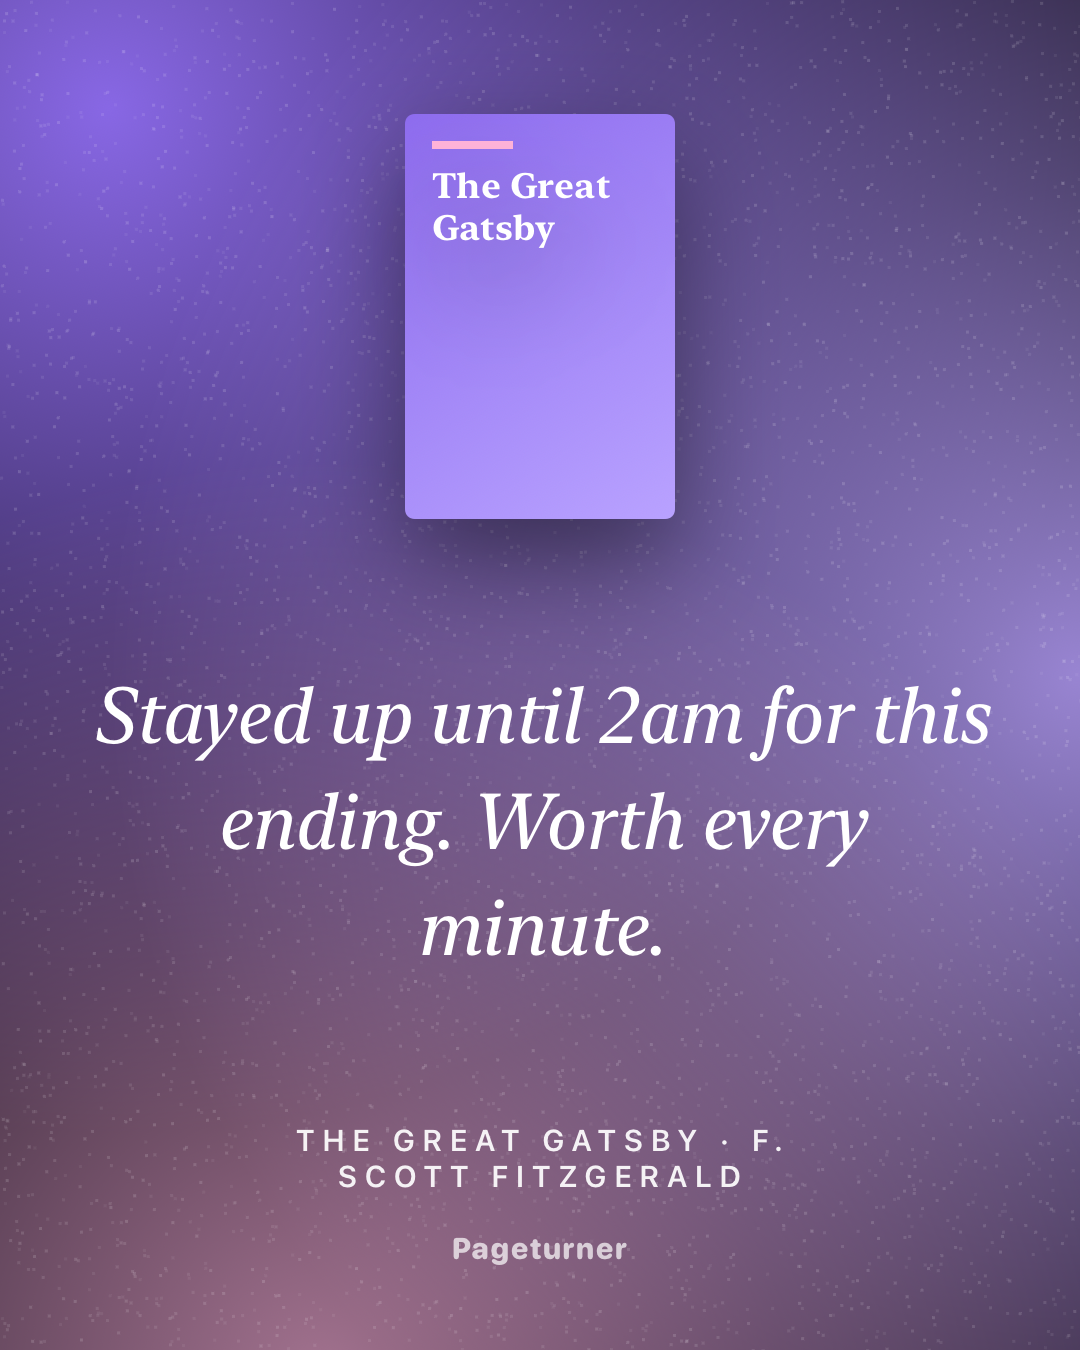 The Great
Gatsby
Stayed up until 2am for this
ending. Worth every
minute.
THE GREAT GATSBY · F.
SCOTT FITZGERALD
Pageturner